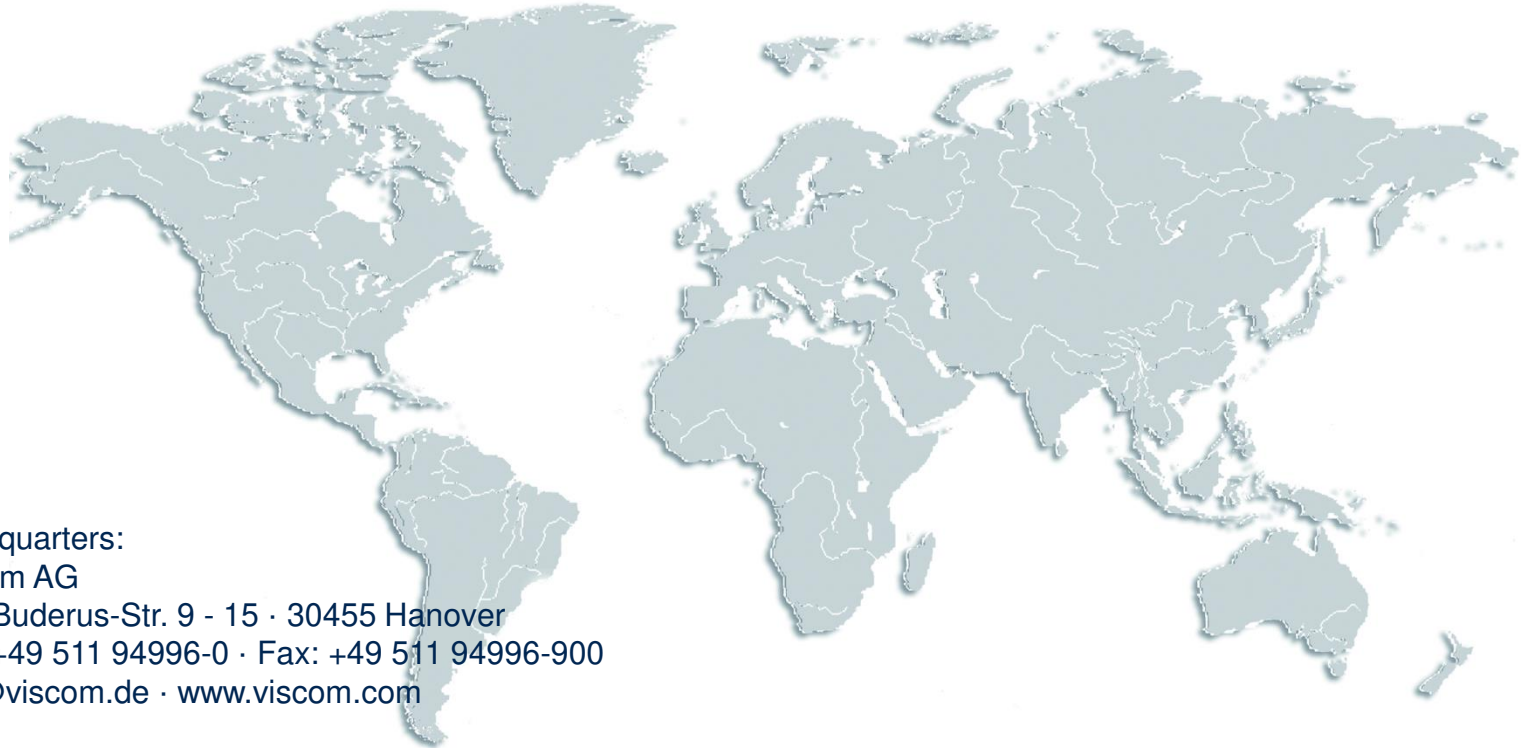 quarters:
m AG
Buderus-Str. 9 - 15 · 30455 Hanover
49 511 94996-0 · Fax: +49 511 94996-900
viscom.de · www.viscom.com